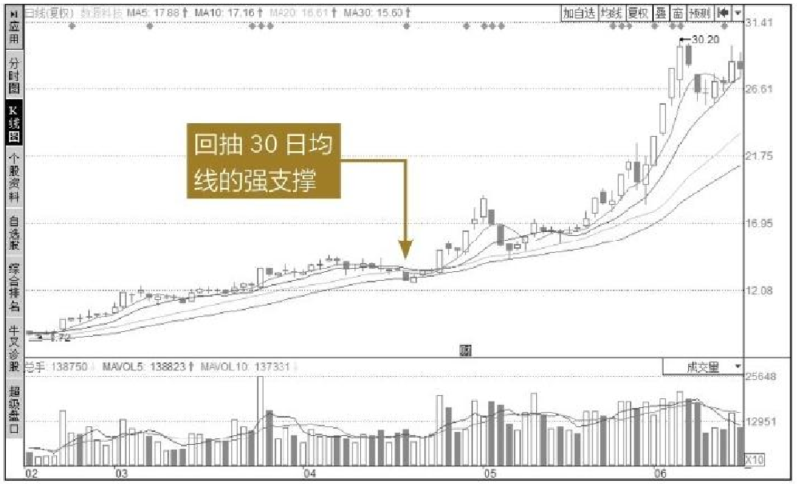 日线(复权) 数源科技 MA5: 17.88↑ MA10: 17.16↑ MA20: 16.61↑ MA30: 15.60↑
加自选 均线 复权 叠 窗 预测
31.41
30.20
26.61
21.75
16.95
12.08
回抽 30 日均
线的强支撑
财
总手: 138750 MAVOL5: 138823↑ MAVOL10: 137331
成交量
25648
12951
X10
02 03 04 05 06
应用
分时图
K线图
个股资料
自选股
综合排名
牛叉诊股
超级盘口